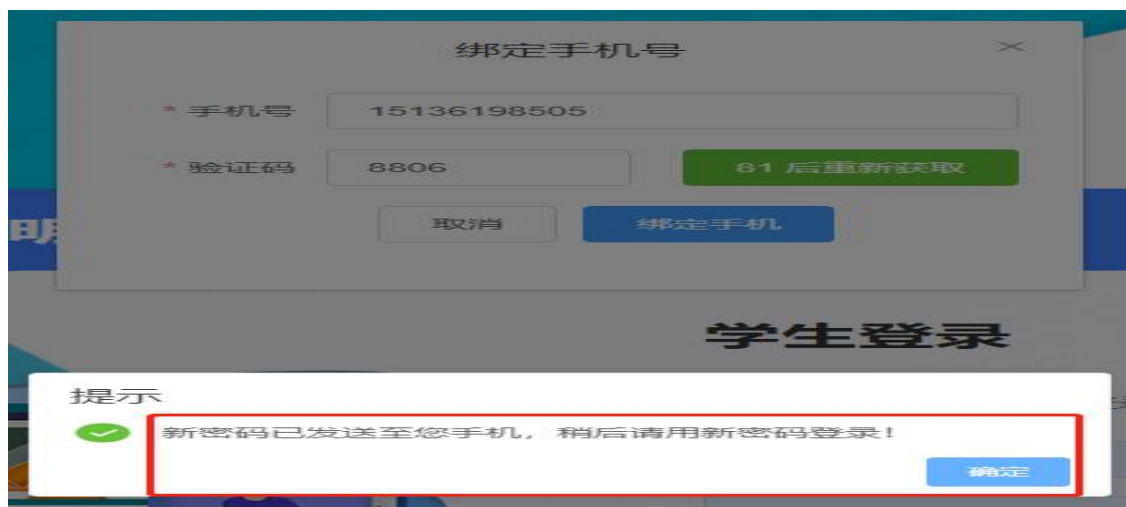 绑定手机号
* 手机号 15136198505
* 验证码 8806 81 后重新获取
取消 绑定手机
明
学生登录
提示
新密码已发送至您手机，稍后请用新密码登录！
确定